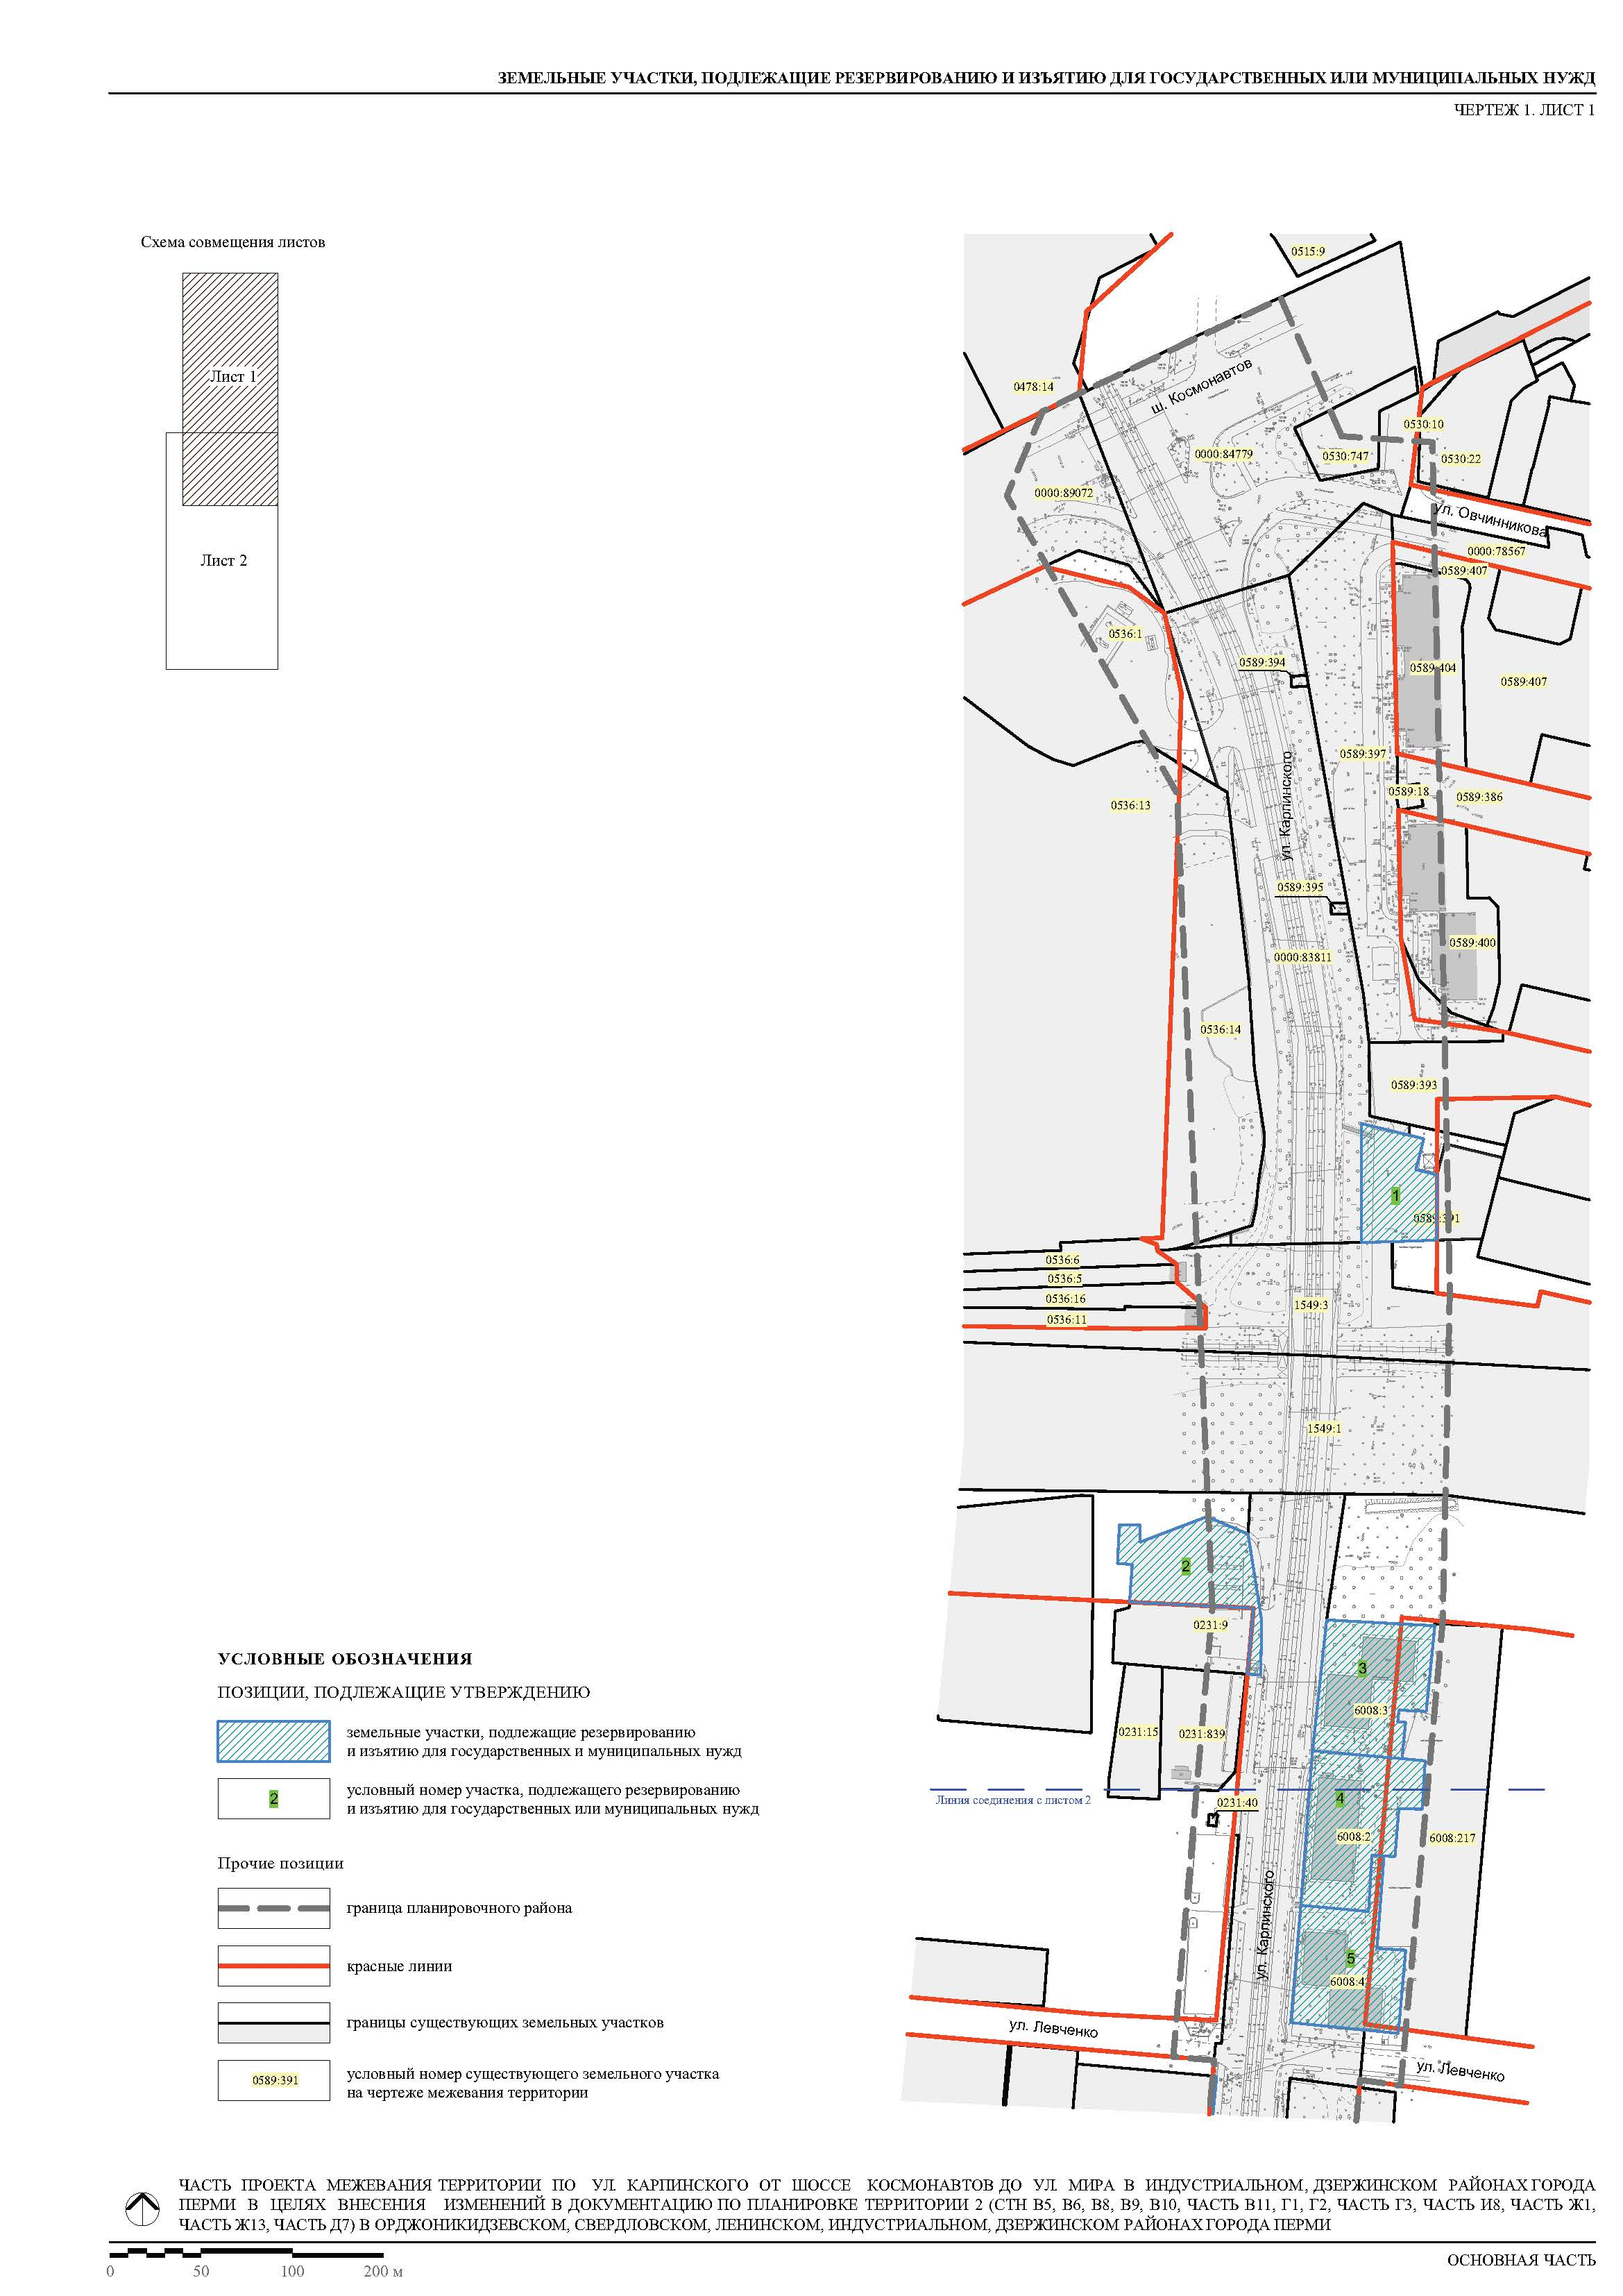 ЗЕМЕЛЬНЫЕ УЧАСТКИ, ПОДЛЕЖАЩИЕ РЕЗЕРВИРОВАНИЮ И ИЗЪЯТИЮ ДЛЯ ГОСУДАРСТВЕННЫХ ИЛИ МУНИЦИПАЛЬНЫХ НУЖД
ЧЕРТЕЖ 1. ЛИСТ 1
Схема совмещения листов
Лист 1
Лист 2
0515:9
0478:14
ш. Космонавтов
0530:10
0000:84779
0530:747
0530:22
0000:89072
ул. Овчинникова
0000:78567
0589:407
0536:1
0589:394
0589:404
0589:407
0589:397
ул. Карпинского
0589:18
0589:386
0536:13
0589:395
0589:400
0000:83811
0536:14
0589:393
1
0589:391
0536:6
0536:5
0536:16
0536:11
1549:3
1549:1
2
0231:9
3
6008:3
0231:15
0231:839
Линия соединения с листом 2
0231:40
4
6008:2
6008:217
ул. Карпинского
5
6008:4
ул. Левченко
ул. Левченко
УСЛОВНЫЕ ОБОЗНАЧЕНИЯ
ПОЗИЦИИ, ПОДЛЕЖАЩИЕ УТВЕРЖДЕНИЮ
земельные участки, подлежащие резервированию
и изъятию для государственных и муниципальных нужд
2
условный номер участка, подлежащего резервированию
и изъятию для государственных или муниципальных нужд
Прочие позиции
граница планировочного района
красные линии
границы существующих земельных участков
0589:391
условный номер существующего земельного участка
на чертеже межевания территории
ЧАСТЬ ПРОЕКТА МЕЖЕВАНИЯ ТЕРРИТОРИИ ПО УЛ. КАРПИНСКОГО ОТ ШОССЕ КОСМОНАВТОВ ДО УЛ. МИРА В ИНДУСТРИАЛЬНОМ, ДЗЕРЖИНСКОМ РАЙОНАХ ГОРОДА
ПЕРМИ В ЦЕЛЯХ ВНЕСЕНИЯ ИЗМЕНЕНИЙ В ДОКУМЕНТАЦИЮ ПО ПЛАНИРОВКЕ ТЕРРИТОРИИ 2 (СТН В5, В6, В8, В9, В10, ЧАСТЬ В11, Г1, Г2, ЧАСТЬ Г3, ЧАСТЬ И8, ЧАСТЬ Ж1,
ЧАСТЬ Ж13, ЧАСТЬ Д7) В ОРДЖОНИКИДЗЕВСКОМ, СВЕРДЛОВСКОМ, ЛЕНИНСКОМ, ИНДУСТРИАЛЬНОМ, ДЗЕРЖИНСКОМ РАЙОНАХ ГОРОДА ПЕРМИ
ОСНОВНАЯ ЧАСТЬ
0 50 100 200 м